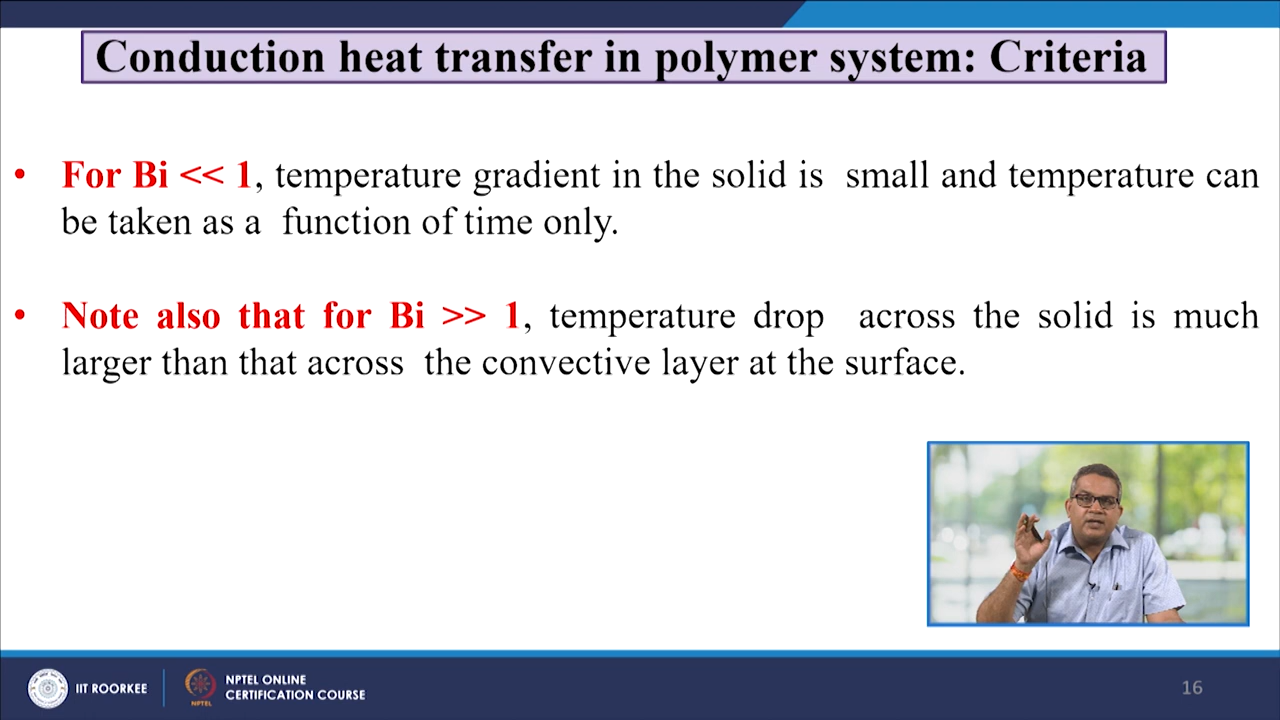 Conduction heat transfer in polymer system: Criteria
• For Bi << 1, temperature gradient in the solid is small and temperature can
be taken as a function of time only.
• Note also that for Bi >> 1, temperature drop across the solid is much
larger than that across the convective layer at the surface.
IIT ROORKEE
NPTEL
NPTEL ONLINE
CERTIFICATION COURSE
16